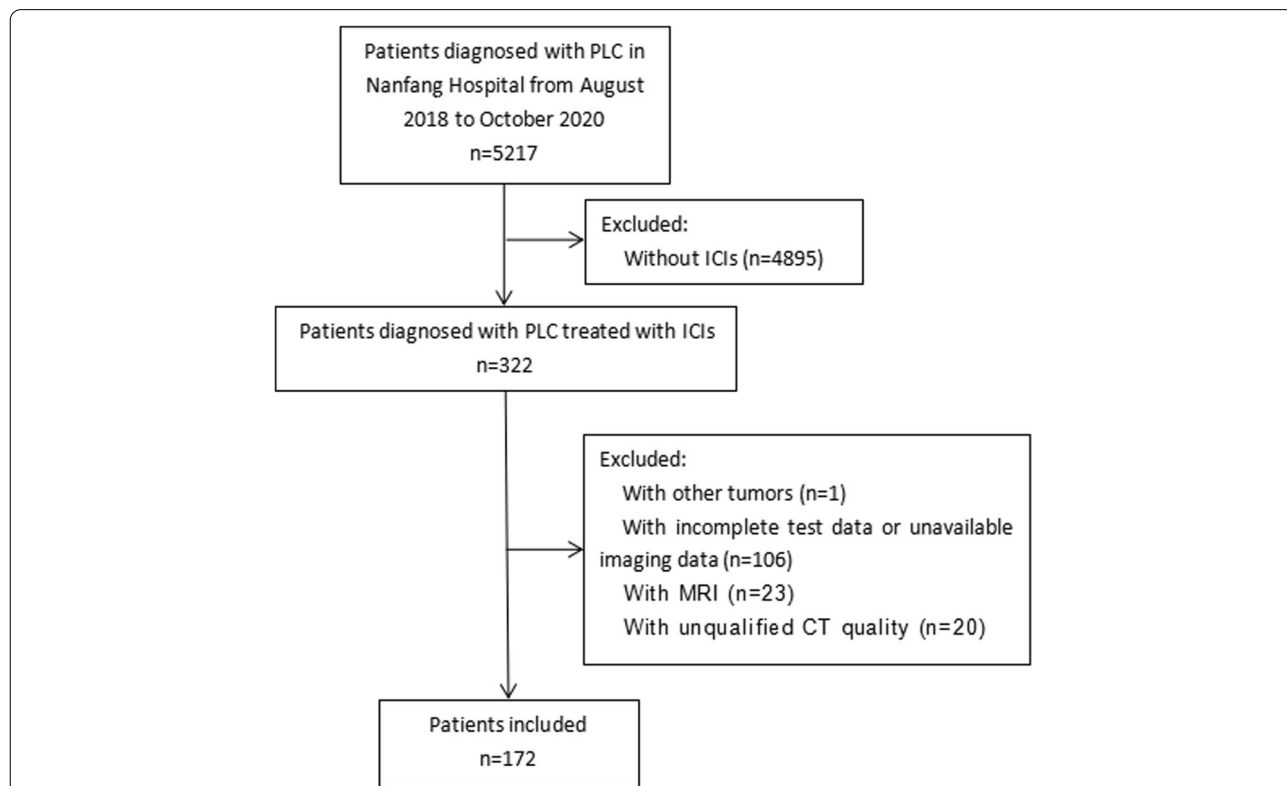 Patients diagnosed with PLC in
Nanfang Hospital from August
2018 to October 2020
n=5217
Excluded:
Without ICIs (n=4895)
Patients diagnosed with PLC treated with ICIs
n=322
Excluded:
With other tumors (n=1)
With incomplete test data or unavailable
imaging data (n=106)
With MRI (n=23)
With unqualified CT quality (n=20)
Patients included
n=172